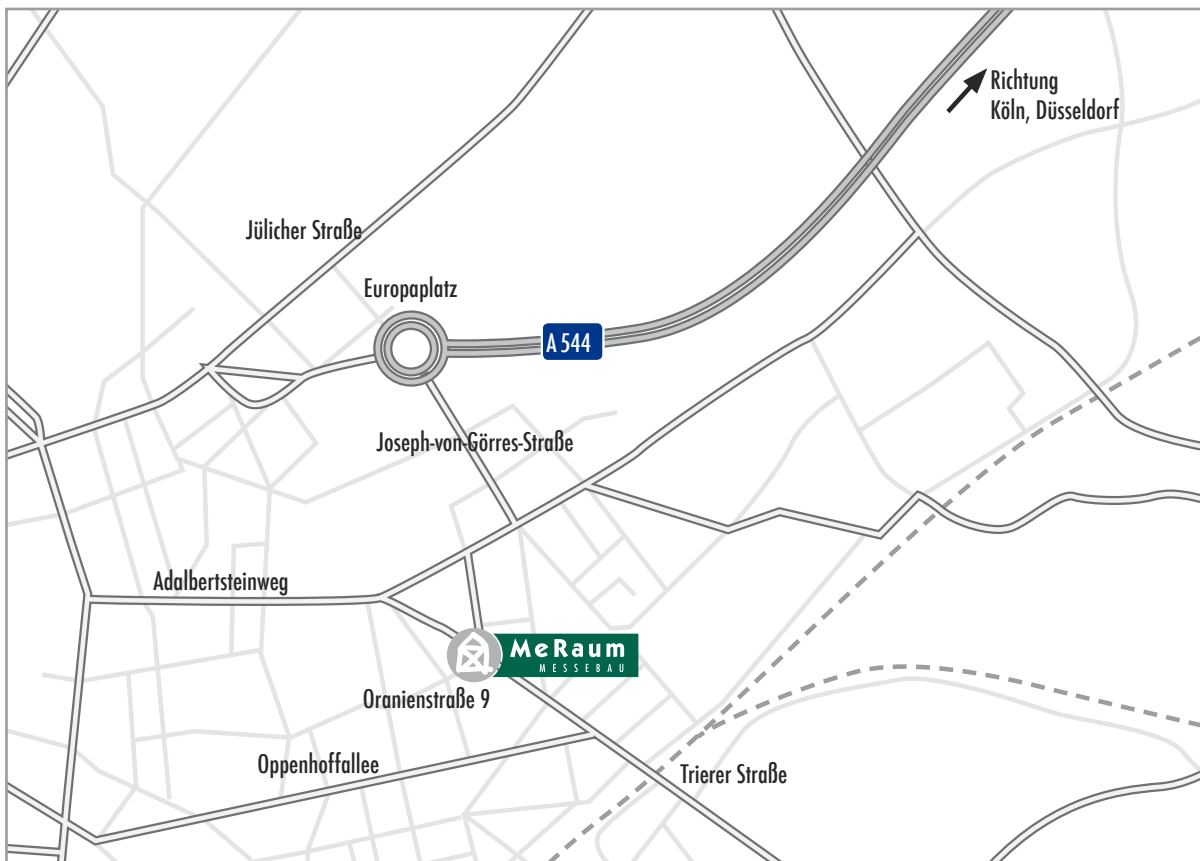 Richtung
Köln, Düsseldorf
Jülicher Straße
Europaplatz
A 544
Joseph-von-Görres-Straße
Adalbertsteinweg
MeRaum
MESSEBAU
Oranienstraße 9
Oppenhoffallee
Trierer Straße